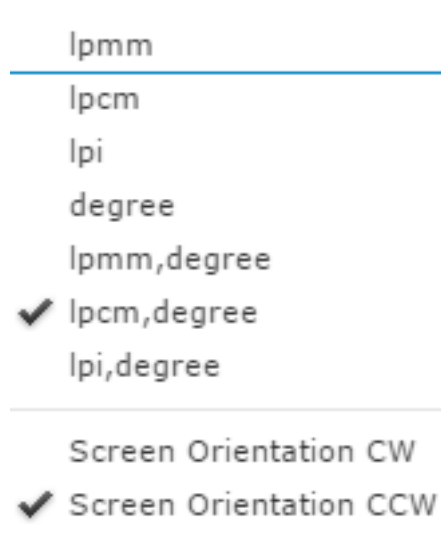 lpmm
lpcm
lpi
degree
lpmm,degree
lpcm,degree
lpi,degree
Screen Orientation CW
Screen Orientation CCW